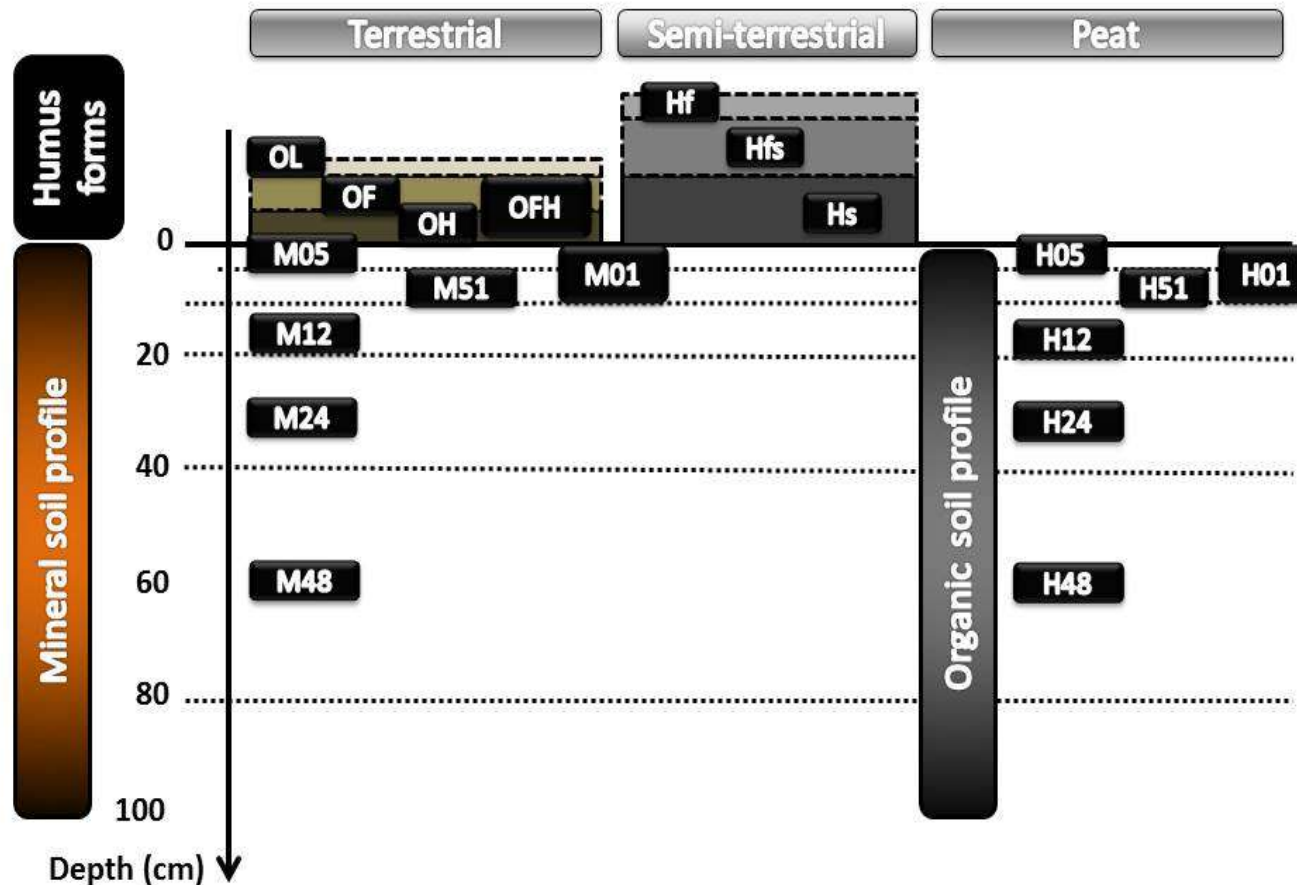 Terrestrial
Semi-terrestrial
Peat
Humus
forms
Hf
Hfs
Hs
OL
OF
OH
OFH
0
M05
M51
M01
H05
H51
H01
M12
H12
20
M24
H24
40
Mineral soil profile
Organic soil profile
60
M48
H48
80
100
Depth (cm)